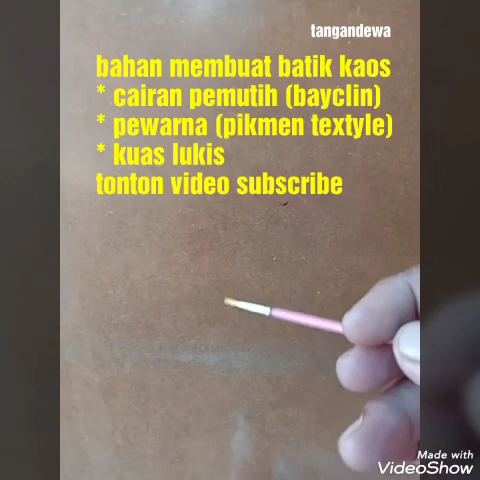 tangandewa
bahan membuat batik kaos
* cairan pemutih (bayclin)
* pewarna (pikmen textyle)
* kuas lukis
tonton video subscribe
Made with
VideoShow